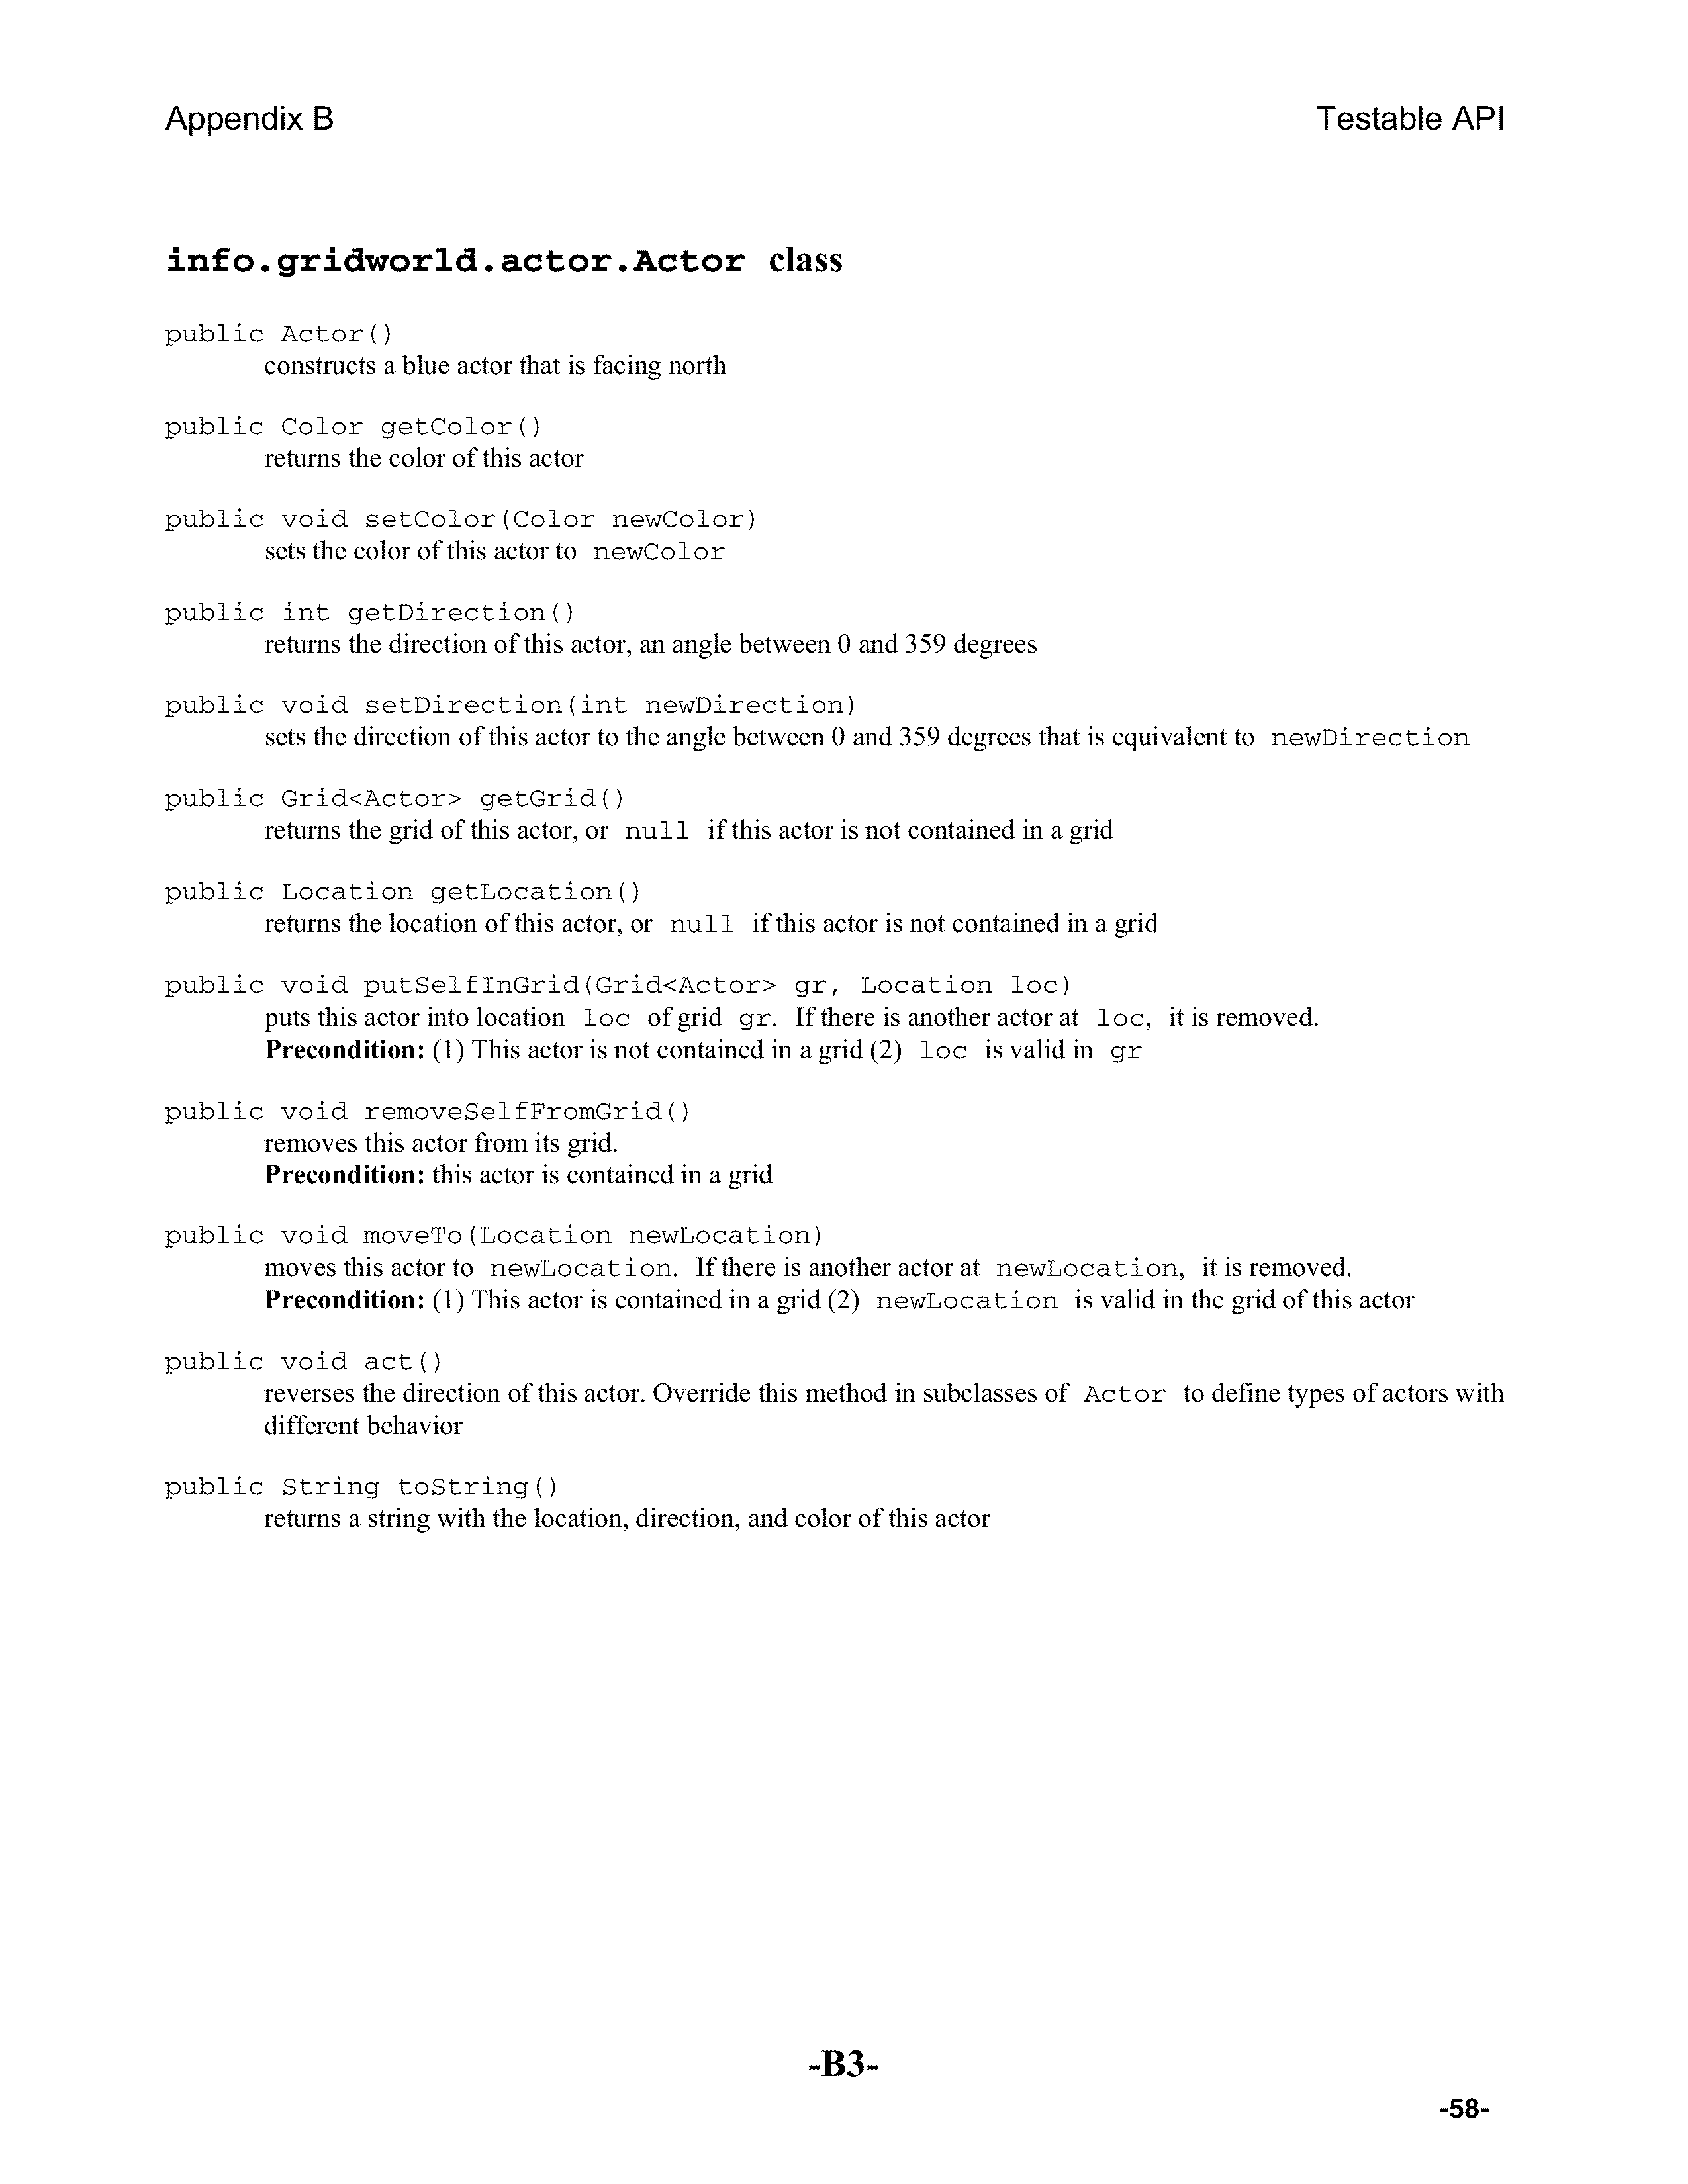 Appendix B Testable API
info.gridworld.actor.Actor class
public Actor()
constructs a blue actor that is facing north
public Color getColor()
returns the color of this actor
public void setColor(Color newColor)
sets the color of this actor to newColor
public int getDirection()
returns the direction of this actor, an angle between 0 and 359 degrees
public void setDirection(int newDirection)
sets the direction of this actor to the angle between 0 and 359 degrees that is equivalent to newDirection
public Grid<Actor> getGrid()
returns the grid of this actor, or null if this actor is not contained in a grid
public Location getLocation()
returns the location of this actor, or null if this actor is not contained in a grid
public void putSelfInGrid(Grid<Actor> gr, Location loc)
puts this actor into location loc of grid gr. If there is another actor at loc, it is removed.
Precondition: (1) This actor is not contained in a grid (2) loc is valid in gr
public void removeSelfFromGrid()
removes this actor from its grid.
Precondition: this actor is contained in a grid
public void moveTo(Location newLocation)
moves this actor to newLocation. If there is another actor at newLocation, it is removed.
Precondition: (1) This actor is contained in a grid (2) newLocation is valid in the grid of this actor
public void act()
reverses the direction of this actor. Override this method in subclasses of Actor to define types of actors with
different behavior
public String toString()
returns a string with the location, direction, and color of this actor
-B3-
-58-